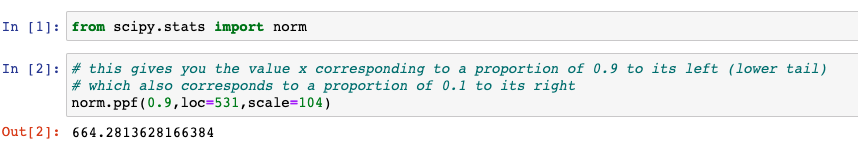 In [1]: from scipy.stats import norm
In [2]: # this gives you the value x corresponding to a proportion of 0.9 to its left (lower tail)
# which also corresponds to a proportion of 0.1 to its right
norm.ppf(0.9,loc=531,scale=104)
Out[2]: 664.2813628166384